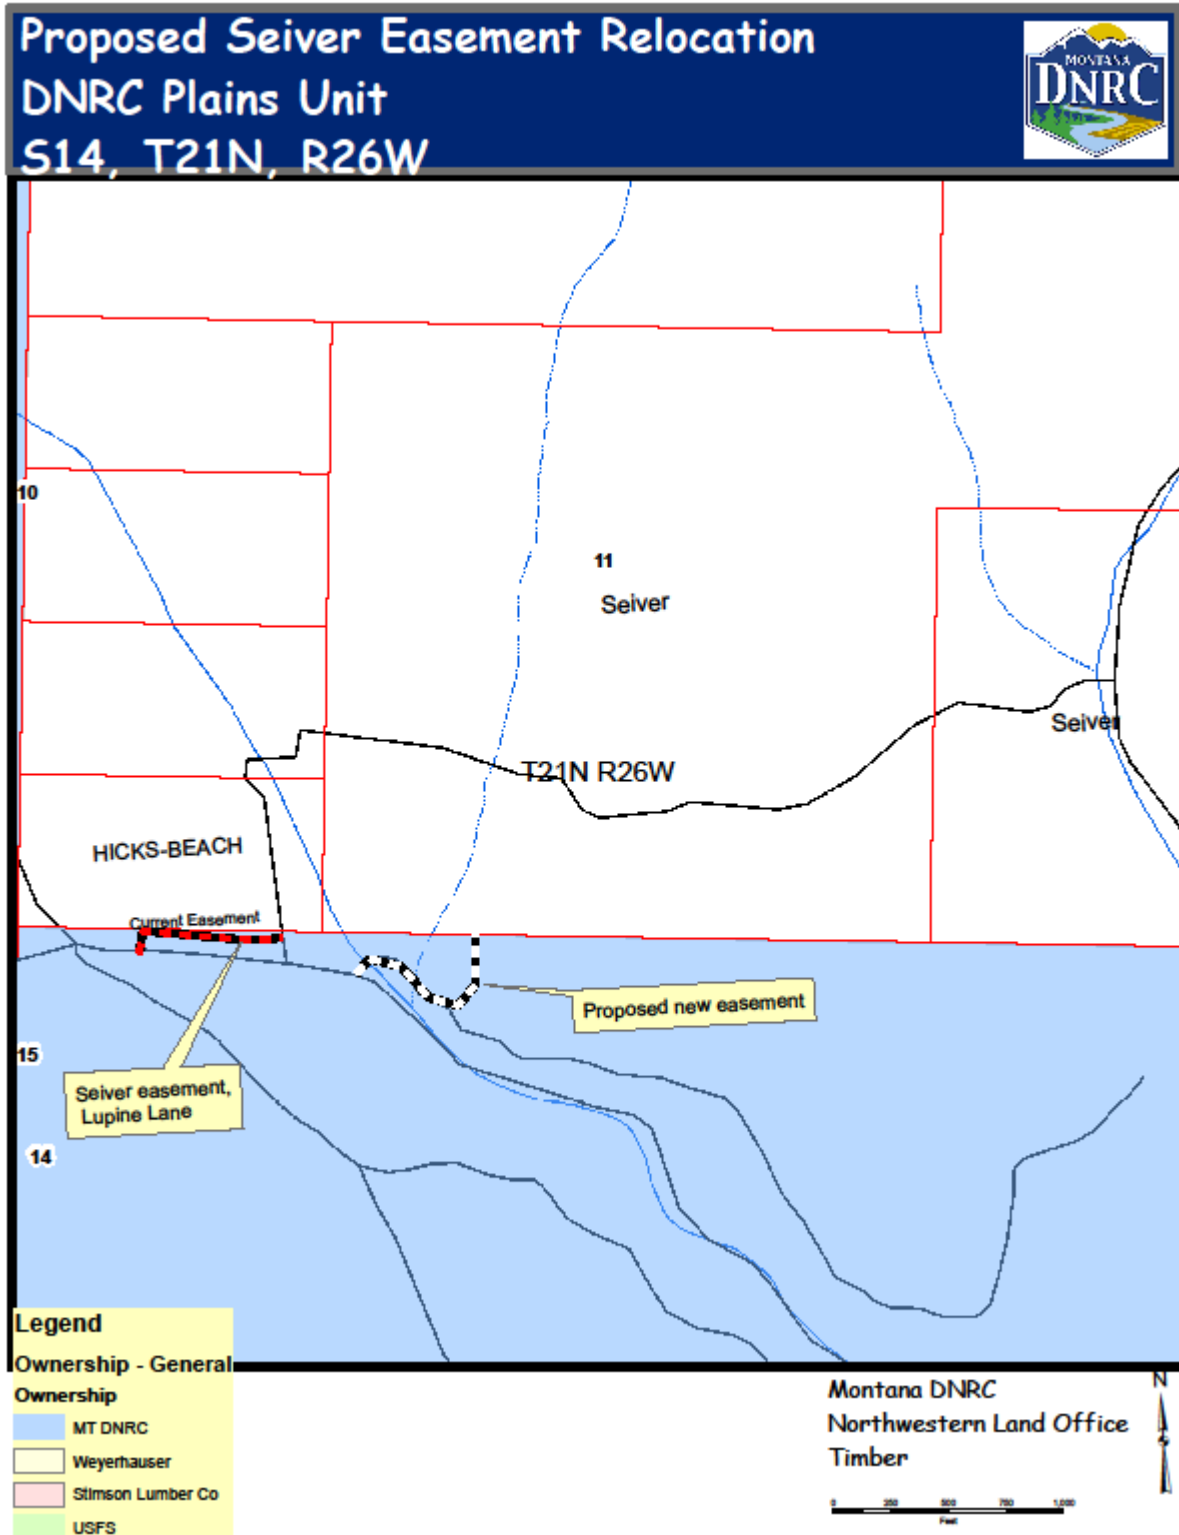 Proposed Seiver Easement Relocation
DNRC Plains Unit
S14, T21N, R26W
MONTANA
DNRC
10
11
Seiver
Seiver
T21N R26W
HICKS-BEACH
Current Easement
Proposed new easement
15
Seiver easement,
Lupine Lane
14
Legend
Ownership - General
Ownership
MT DNRC
Weyerhauser
Stimson Lumber Co
USFS
Montana DNRC
Northwestern Land Office
Timber
N
0 250 500 750 1,000
Feet